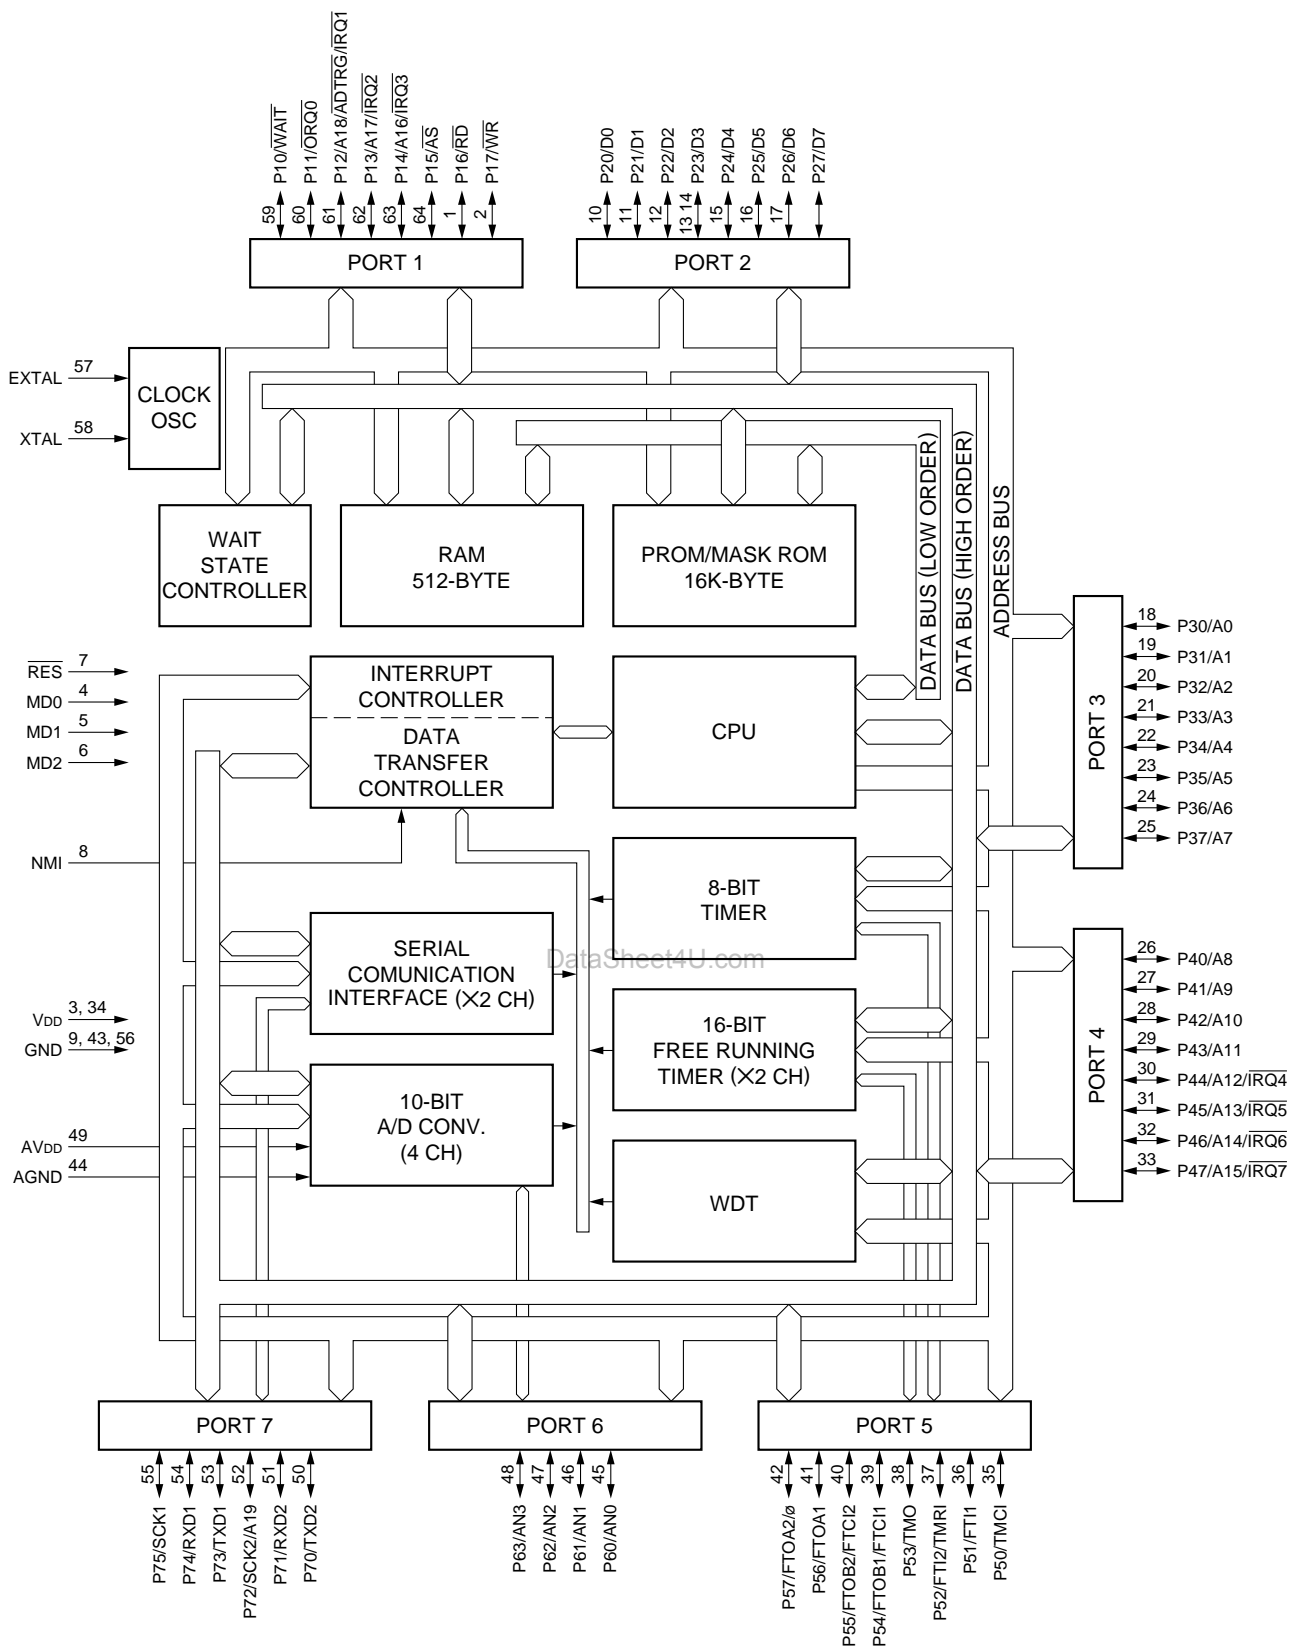 P10/WAIT
P11/ORQ0
P12/A18/ADTRG/IRQ1
P13/A17/IRQ2
P14/A16/IRQ3
P15/AS
P16/RD
P17/WR
59
60
61
62
63
64
1
2
PORT 1
P20/D0
P21/D1
P22/D2
P23/D3
P24/D4
P25/D5
P26/D6
P27/D7
10
11
12
13 14
15
16
17
PORT 2
EXTAL 57
XTAL 58
CLOCK
OSC
WAIT
STATE
CONTROLLER
RAM
512-BYTE
PROM/MASK ROM
16K-BYTE
DATA BUS (LOW ORDER)
DATA BUS (HIGH ORDER)
ADDRESS BUS
RES 7
MD0 4
MD1 5
MD2 6
INTERRUPT
CONTROLLER
DATA
TRANSFER
CONTROLLER
CPU
PORT 3
18 P30/A0
19 P31/A1
20 P32/A2
21 P33/A3
22 P34/A4
23 P35/A5
24 P36/A6
25 P37/A7
NMI 8
8-BIT
TIMER
DataSheet4U.com
SERIAL
COMUNICATION
INTERFACE (×2 CH)
16-BIT
FREE RUNNING
TIMER (×2 CH)
VDD 3, 34
GND 9, 43, 56
10-BIT
A/D CONV.
(4 CH)
AVDD 49
AGND 44
WDT
PORT 4
26 P40/A8
27 P41/A9
28 P42/A10
29 P43/A11
30 P44/A12/IRQ4
31 P45/A13/IRQ5
32 P46/A14/IRQ6
33 P47/A15/IRQ7
PORT 7
55
54
53
52
51
50
P75/SCK1
P74/RXD1
P73/TXD1
P72/SCK2/A19
P71/RXD2
P70/TXD2
PORT 6
48
47
46
45
P63/AN3
P62/AN2
P61/AN1
P60/AN0
PORT 5
42
41
40
39
38
37
36
35
P57/FTOA2/ø
P56/FTOA1
P55/FTOB2/FTCI2
P54/FTOB1/FTCI1
P53/TMO
P52/FTI2/TMRI
P51/FTI1
P50/TMCI